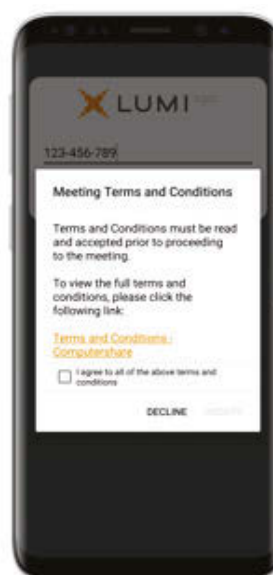 LUMI
123-456-789
Meeting Terms and Conditions
Terms and Conditions must be read
and accepted prior to proceeding
to the meeting.
To view the full terms and
conditions, please click the
following link:
Terms and Conditions -
Computershare
I agree to all of the above terms and
conditions
DECLINE